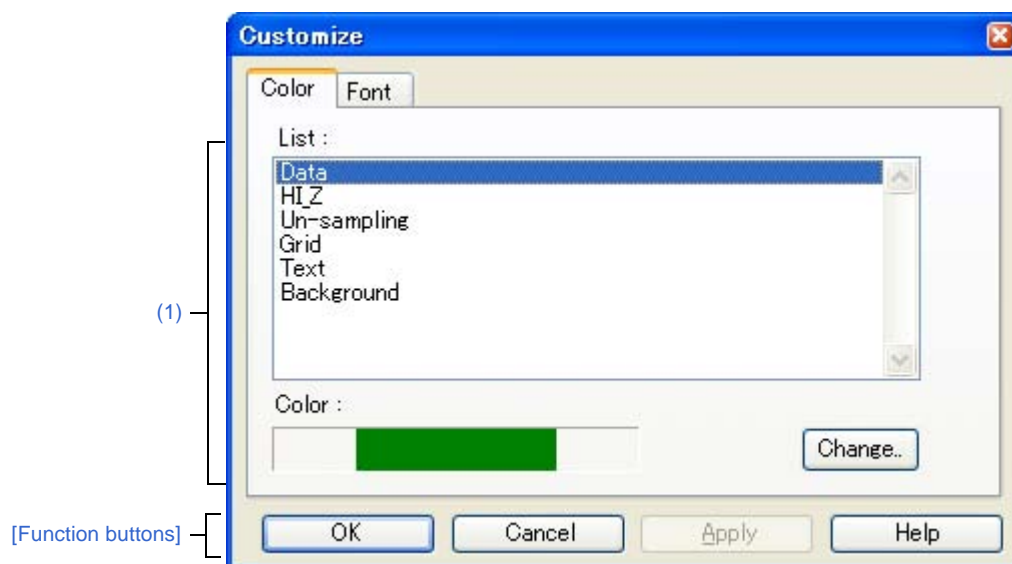 Customize
Color Font
List :
Data
HI_Z
Un-sampling
Grid
Text
Background
(1)
Color :
Change..
[Function buttons]
OK Cancel Apply Help